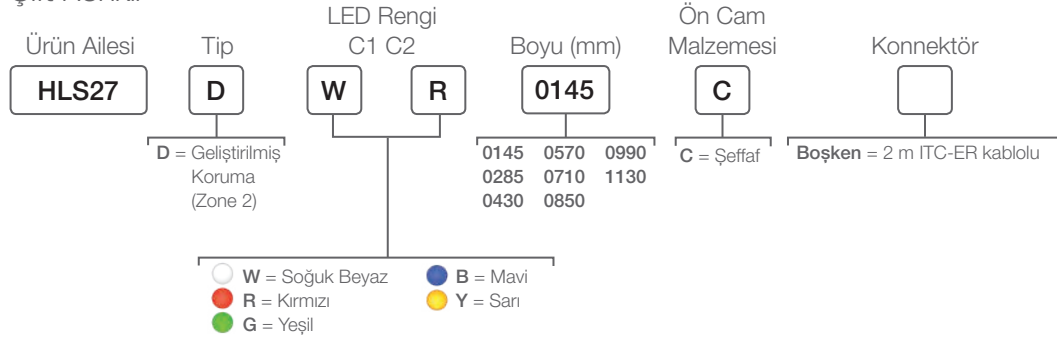 LED Rengi
Ön Cam
Ürün Ailesi Tip C1 C2 Boyu (mm) Malzemesi Konnektör
HLS27 D W R 0145 C
D = Geliştirilmiş Koruma (Zone 2)
0145 0570 0990
0285 0710 1130
0430 0850
C = Şeffaf
Boşken = 2 m ITC-ER kablolu
W = Soğuk Beyaz B = Mavi
R = Kırmızı Y = Sarı
G = Yeşil